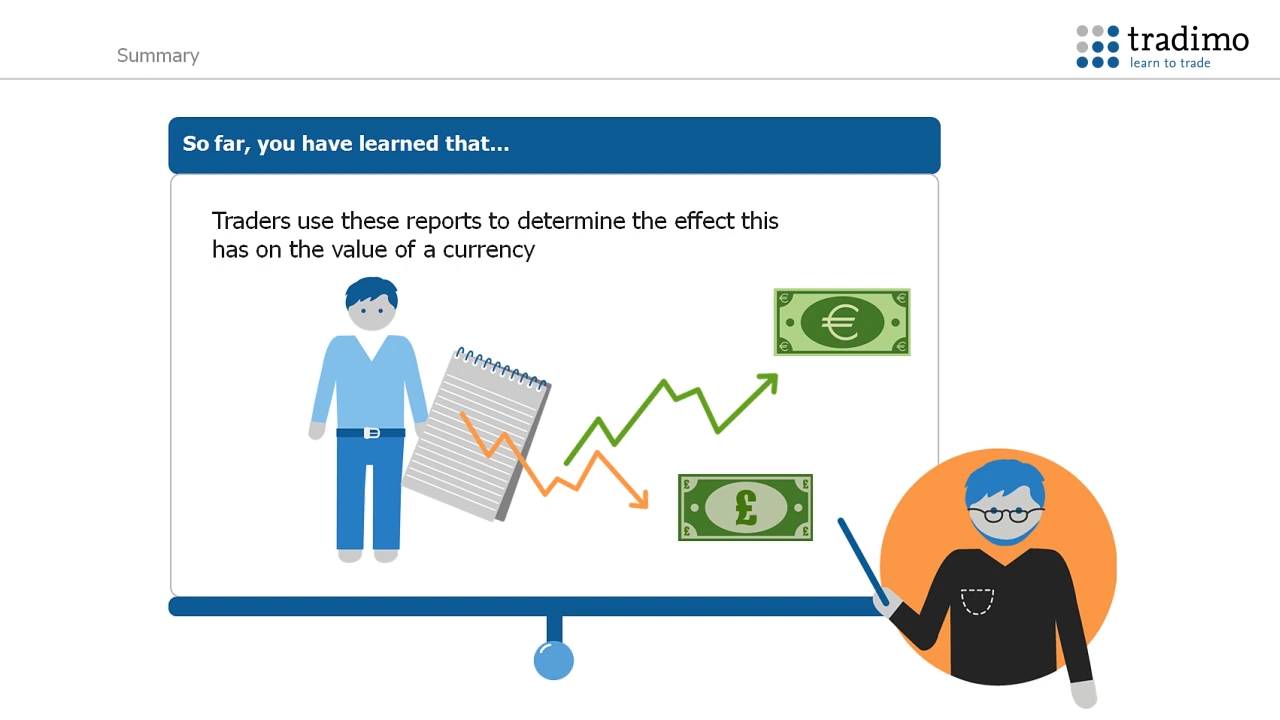 Summary
tradimo
learn to trade
So far, you have learned that...
Traders use these reports to determine the effect this
has on the value of a currency
€
€
€
€
€
£
£
£
£
£